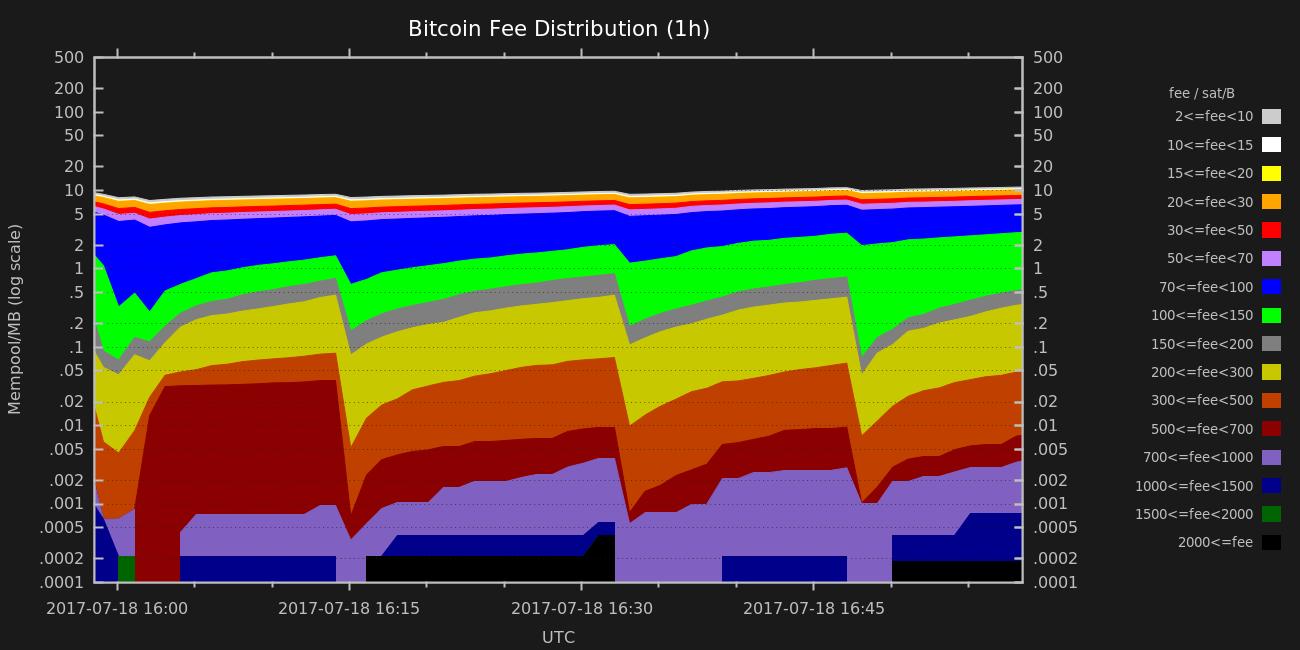 Bitcoin Fee Distribution (1h)
500
200
100
50
20
10
5
2
1
.5
.2
.1
.05
.02
.01
.005
.002
.001
.0005
.0002
.0001
Mempool/MB (log scale)
500
200
100
50
20
10
5
2
1
.5
.2
.1
.05
.02
.01
.005
.002
.001
.0005
.0002
.0001
2017-07-18 16:00
2017-07-18 16:15
2017-07-18 16:30
2017-07-18 16:45
UTC
fee / sat/B
2<=fee<10
10<=fee<15
15<=fee<20
20<=fee<30
30<=fee<50
50<=fee<70
70<=fee<100
100<=fee<150
150<=fee<200
200<=fee<300
300<=fee<500
500<=fee<700
700<=fee<1000
1000<=fee<1500
1500<=fee<2000
2000<=fee